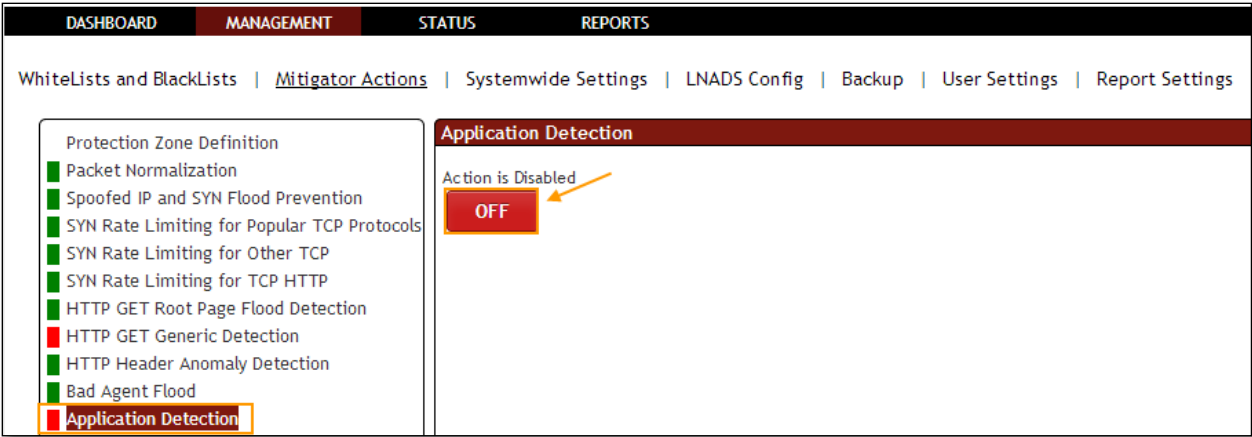 DASHBOARD MANAGEMENT STATUS REPORTS
WhiteLists and BlackLists | Mitigator Actions | Systemwide Settings | LNADS Config | Backup | User Settings | Report Settings
Protection Zone Definition
Packet Normalization
Spoofed IP and SYN Flood Prevention
SYN Rate Limiting for Popular TCP Protocols
SYN Rate Limiting for Other TCP
SYN Rate Limiting for TCP HTTP
HTTP GET Root Page Flood Detection
HTTP GET Generic Detection
HTTP Header Anomaly Detection
Bad Agent Flood
Application Detection
Application Detection
Action is Disabled
OFF